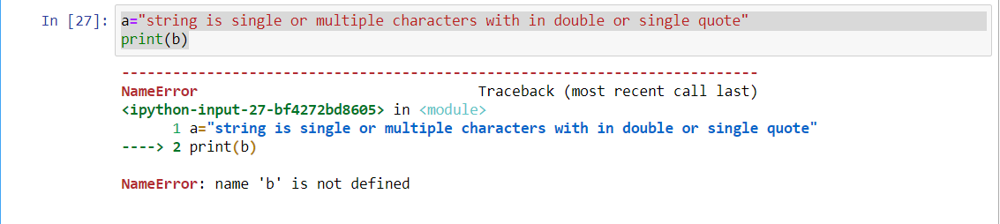 In [27]: a="string is single or multiple characters with in double or single quote"
print(b)
---------------------------------------------------------------------------
NameError                                 Traceback (most recent call last)
<ipython-input-27-bf4272bd8605> in <module>
      1 a="string is single or multiple characters with in double or single quote"
----> 2 print(b)
NameError: name 'b' is not defined